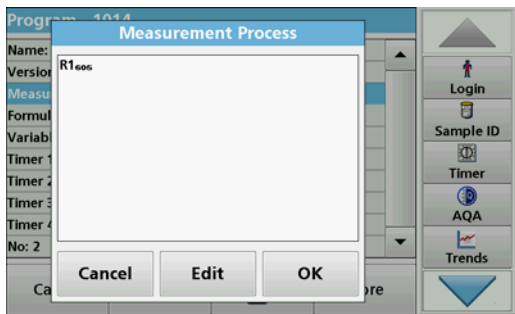 Program - 1014
Measurement Process
Name:
R1₆₀₅
Version
Measu
Formul
Variabl
Timer 1
Timer 2
Timer 3
Timer 4
No: 2
Cancel
Edit
OK
Ca
ore
Login
Sample ID
Timer
AQA
Trends